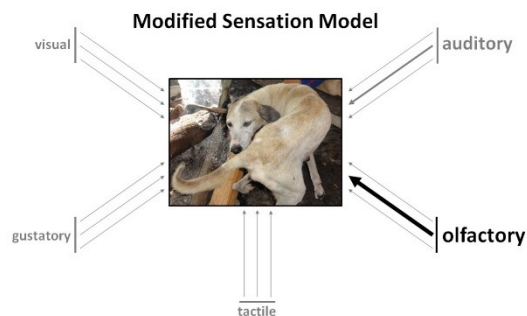 Modified Sensation Model
visual
auditory
gustatory
olfactory
tactile